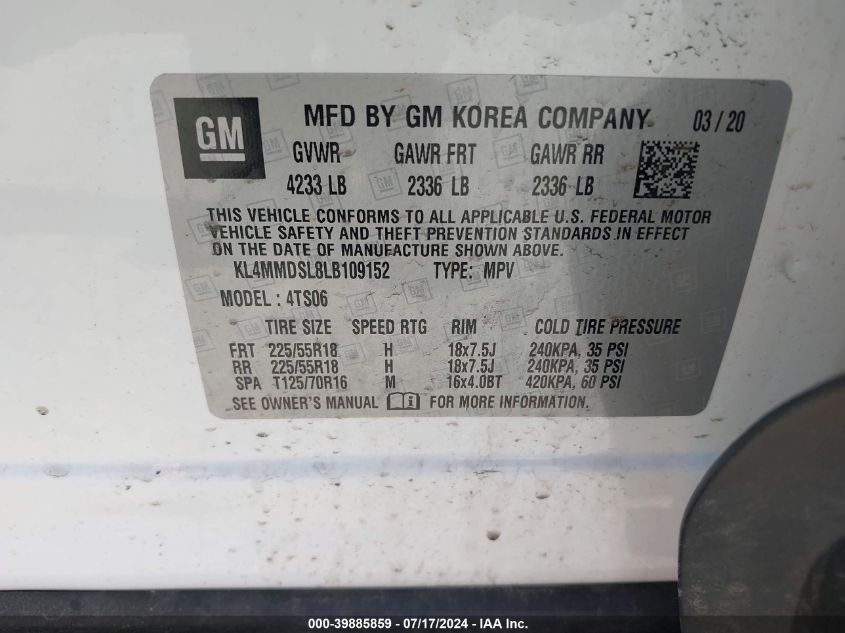 GM
MFD BY GM KOREA COMPANY 03/20
GVWR GAWR FRT GAWR RR
4233 LB 2336 LB 2336 LB
THIS VEHICLE CONFORMS TO ALL APPLICABLE U.S. FEDERAL MOTOR
VEHICLE SAFETY AND THEFT PREVENTION STANDARDS IN EFFECT
ON THE DATE OF MANUFACTURE SHOWN ABOVE.
KL4MMDSL8LB109152 TYPE: MPV
MODEL : 4TS06
TIRE SIZE SPEED RTG RIM COLD TIRE PRESSURE
FRT 225/55R18 H 18x7.5J 240KPA, 35 PSI
RR 225/55R18 H 18x7.5J 240KPA, 35 PSI
SPA T125/70R16 M 16x4.0BT 420KPA, 60 PSI
SEE OWNER'S MANUAL FOR MORE INFORMATION.
000-39885859 / 07/17/2024 - IAA Inc.